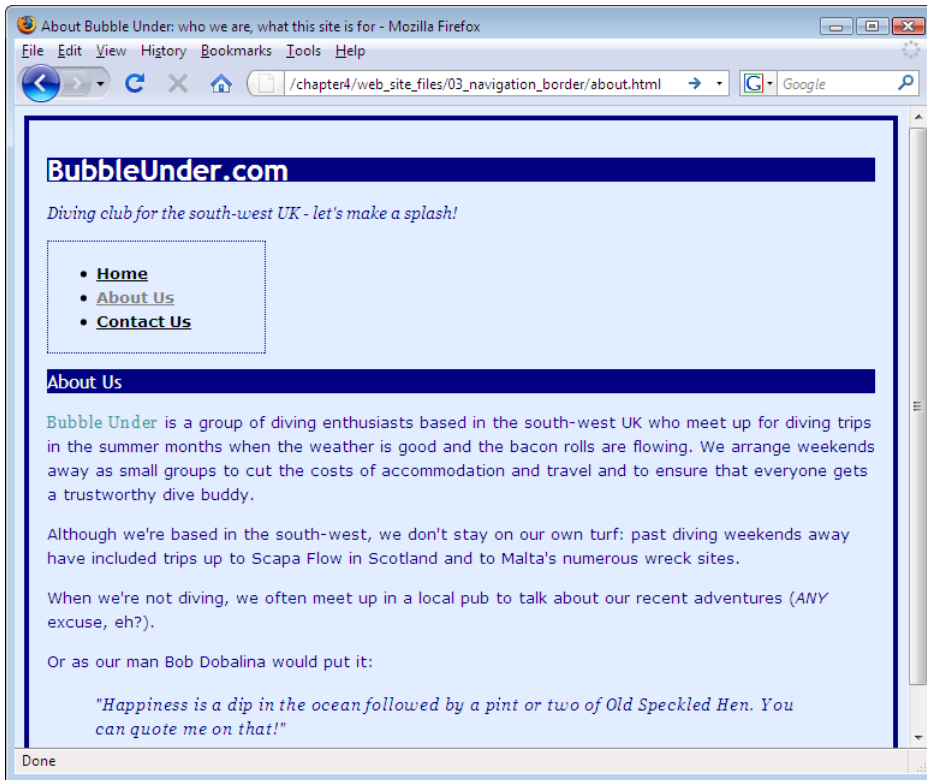 About Bubble Under: who we are, what this site is for - Mozilla Firefox
File Edit View History Bookmarks Tools Help
/chapter4/web_site_files/03_navigation_border/about.html
G Google
BubbleUnder.com
Diving club for the south-west UK - let's make a splash!
Home
About Us
Contact Us
About Us
Bubble Under is a group of diving enthusiasts based in the south-west UK who meet up for diving trips
in the summer months when the weather is good and the bacon rolls are flowing. We arrange weekends
away as small groups to cut the costs of accommodation and travel and to ensure that everyone gets
a trustworthy dive buddy.
Although we're based in the south-west, we don't stay on our own turf: past diving weekends away
have included trips up to Scapa Flow in Scotland and to Malta's numerous wreck sites.
When we're not diving, we often meet up in a local pub to talk about our recent adventures (ANY
excuse, eh?).
Or as our man Bob Dobalina would put it:
"Happiness is a dip in the ocean followed by a pint or two of Old Speckled Hen. You
can quote me on that!"
Done